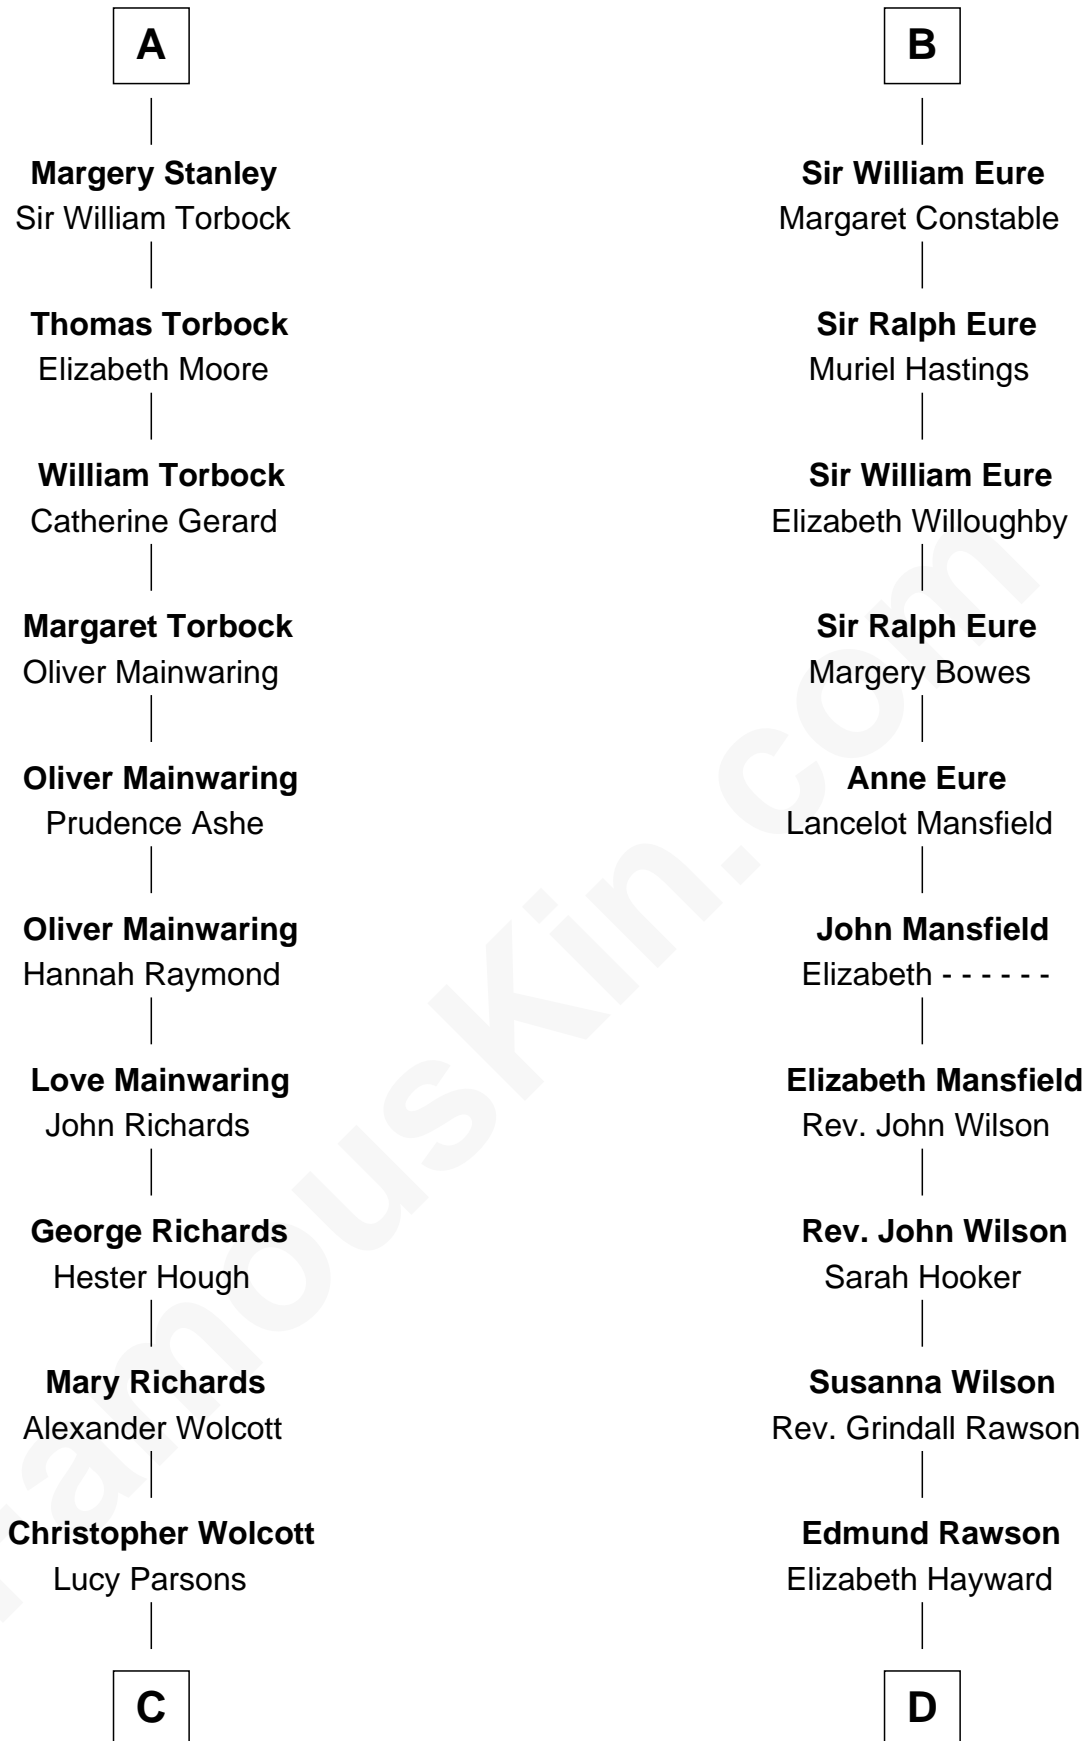 A
Margery Stanley
Sir William Torbock
Thomas Torbock
Elizabeth Moore
William Torbock
Catherine Gerard
Margaret Torbock
Oliver Mainwaring
Oliver Mainwaring
Prudence Ashe
Oliver Mainwaring
Hannah Raymond
Love Mainwaring
John Richards
George Richards
Hester Hough
Mary Richards
Alexander Wolcott
Christopher Wolcott
Lucy Parsons
C
B
Sir William Eure
Margaret Constable
Sir Ralph Eure
Muriel Hastings
Sir William Eure
Elizabeth Willoughby
Sir Ralph Eure
Margery Bowes
Anne Eure
Lancelot Mansfield
John Mansfield
Elizabeth - - - - - -
Elizabeth Mansfield
Rev. John Wilson
Rev. John Wilson
Sarah Hooker
Susanna Wilson
Rev. Grindall Rawson
Edmund Rawson
Elizabeth Hayward
D
FamousKin.com